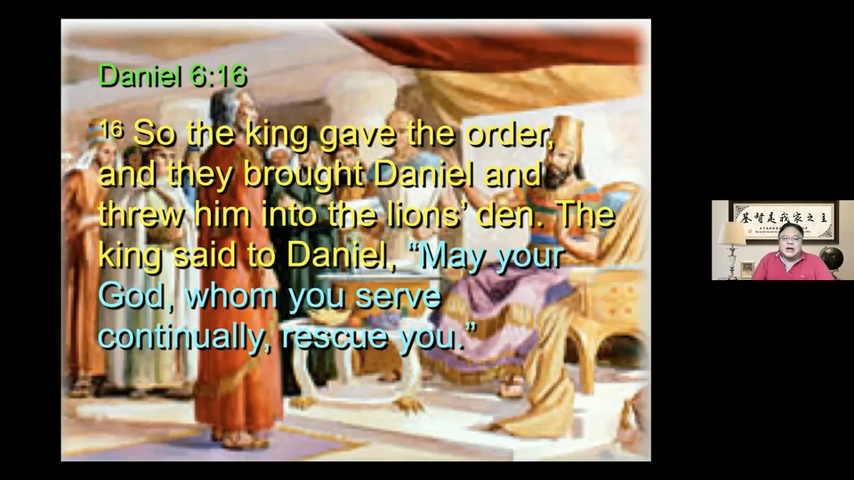 Daniel 6:16
16 So the king gave the order,
and they brought Daniel and
threw him into the lions’ den. The
king said to Daniel, “May your
God, whom you serve
continually, rescue you.”
基督是我家之主